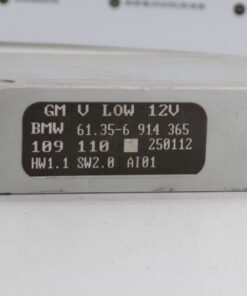 GM V LOW 12V
BMW 61.35-6 914 365
109 110 250112
HW1.1 SW2.0 AI01